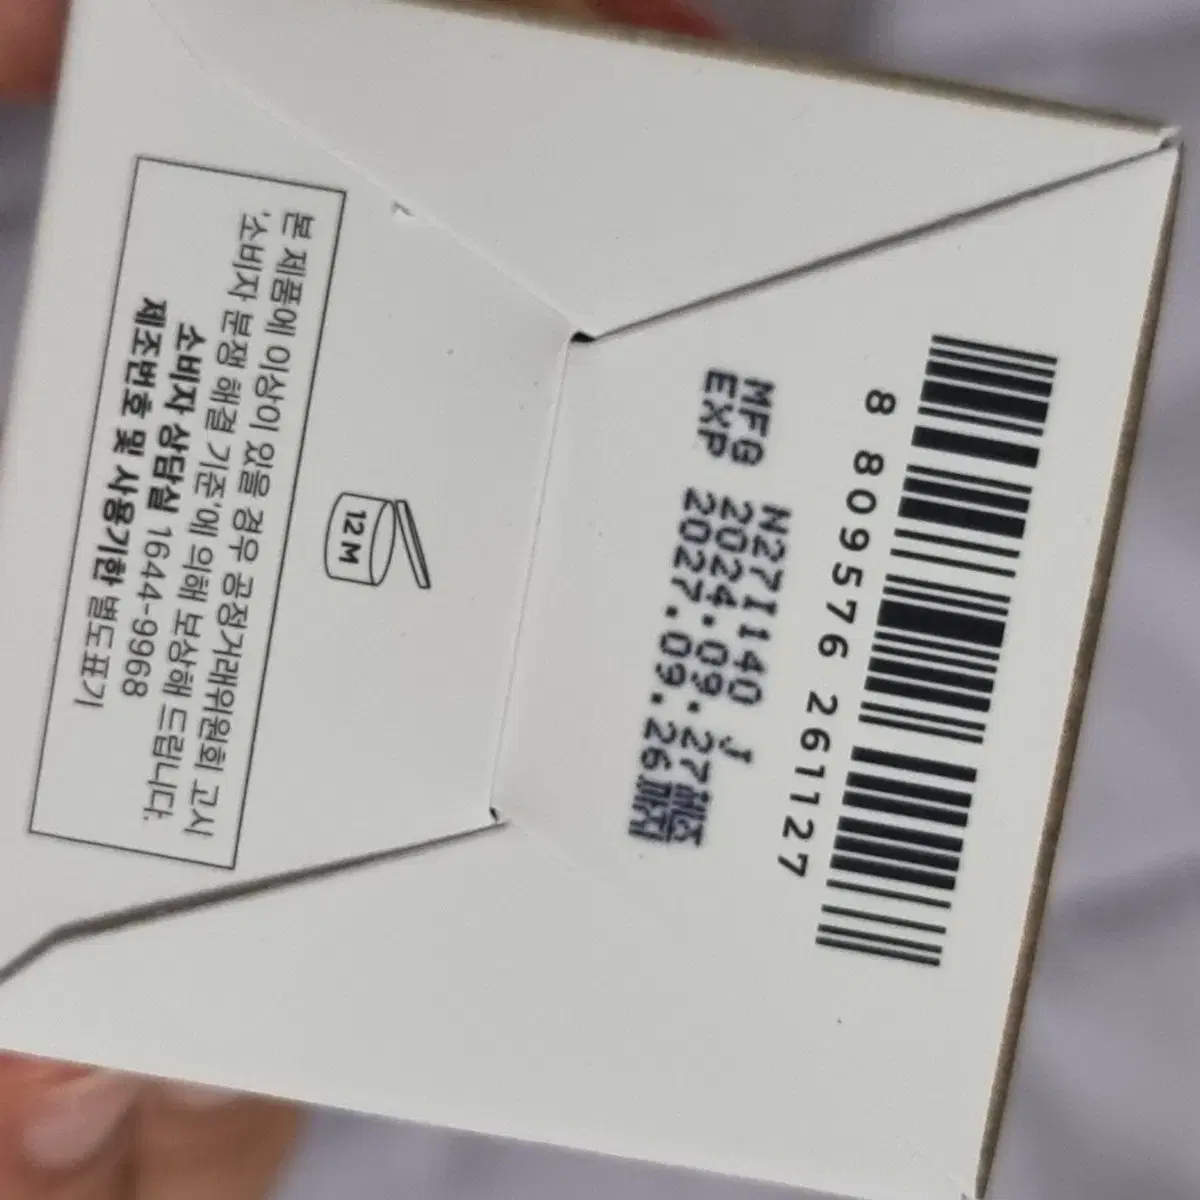 8 809576 261127
N27I140 J
MFG 2024.09.27제조
EXP 2027.09.26까지
12M
본 제품에 이상이 있을 경우 공정거래위원회 고시
'소비자 분쟁 해결 기준'에 의해 보상해 드립니다.
소비자 상담실 1644-9968
제조번호 및 사용기한 별도표기